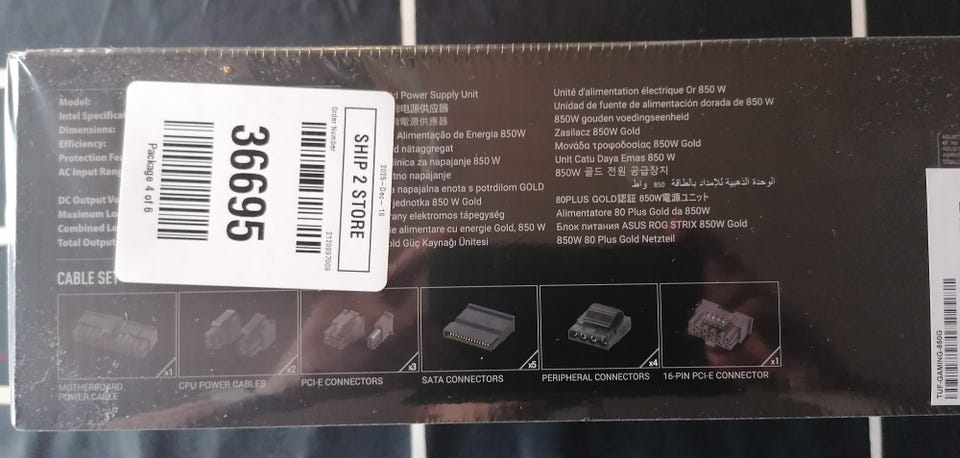 Model:
Intel Specifica
Dimensions:
Efficiency:
Protection Fea
AC Input Rang
DC Output Vo
Maximum Lo
Combined Lo
Total Output
SHIP 2 STORE
2025-Dec-16
Order Number
2120997009
36695
Package 4 of 6
d Power Supply Unit
电源供应器
電源供應器
Alimentação de Energia 850W
d nätaggregat
lnica za napajanje 850 W
tno napajanje
a napajalna enota s potrdilom GOLD
jednotka 850 W Gold
any elektromos tápegység
e alimentare cu energie Gold, 850 W
old Güç Kaynağı Ünitesi
Unité d'alimentation électrique Or 850 W
Unidad de fuente de alimentación dorada de 850 W
850W gouden voedingseenheid
Zasilacz 850W Gold
Μονάδα τροφοδοσίας 850W Gold
Unit Catu Daya Emas 850 W
850W 골드 전원 공급장치
الوحدة الذهبية للإمداد بالطاقة 850 واط
80PLUS GOLD認証 850W電源ユニット
Alimentatore 80 Plus Gold da 850W
Блок питания ASUS ROG STRIX 850W Gold
850W 80 Plus Gold Netzteil
CABLE SET
x1
x2
x3
x5
x4
x1
MOTHERBOARD
POWER CABLE
CPU POWER CABLES
PCI-E CONNECTORS
SATA CONNECTORS
PERIPHERAL CONNECTORS
16-PIN PCI-E CONNECTOR
TUF-GAMING-850G